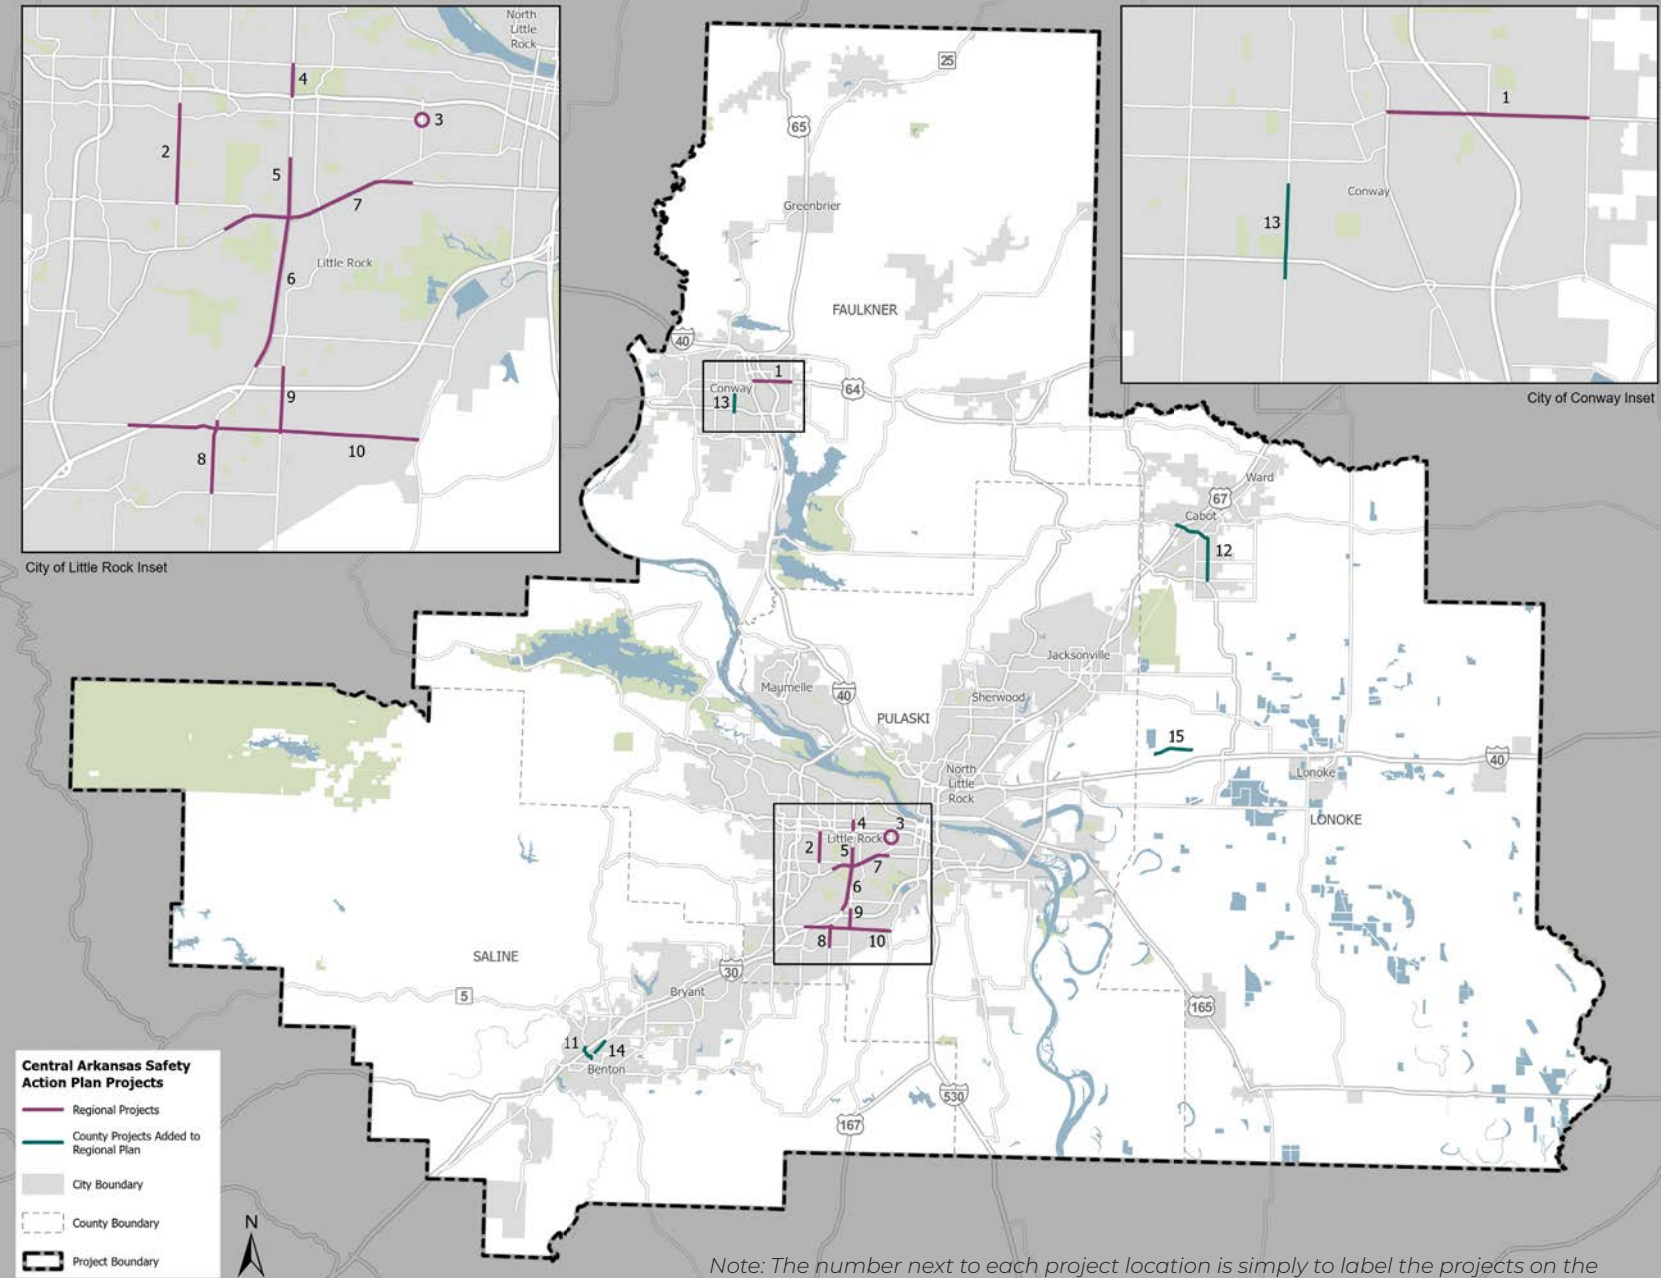 North
Little
Rock
4
3
2
5
7
Little Rock
6
9
10
8
City of Little Rock Inset
1
Conway
13
City of Conway Inset
25
65
Greenbrier
FAULKNER
40
1
Conway
64
13
Ward
67
Cabot
12
Jacksonville
Maumelle
40
Sherwood
PULASKI
15
40
North
Little
Rock
Lonoke
LONOKE
4
3
Little Rock
2
5
7
6
9
8
10
SALINE
30
5
Bryant
165
11
14
Benton
530
167
Central Arkansas Safety
Action Plan Projects
Regional Projects
County Projects Added to
Regional Plan
City Boundary
County Boundary
Project Boundary
N
Note: The number next to each project location is simply to label the projects on the